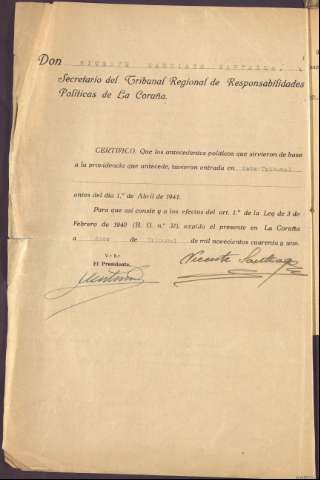 Don VICENTE SANTIAGO
Secretario del Tribunal Regional de Responsabilidades
Políticas de La Coruña.
CERTIFICO: Que los antecedentes políticos que sirvieron de base
a la providencia que antecede, tuvieron entrada en este Tribunal
antes del día 1.º de Abril de 1941.
Para que así conste y a los efectos del art. 1.º de la Ley de 3 de
Febrero de 1940 (B. O. n.º 31), expido el presente en La Coruña
a de de mil novecientos cuarenta y uno.
V.º B.º
El Presidente,
Vicente Santiago